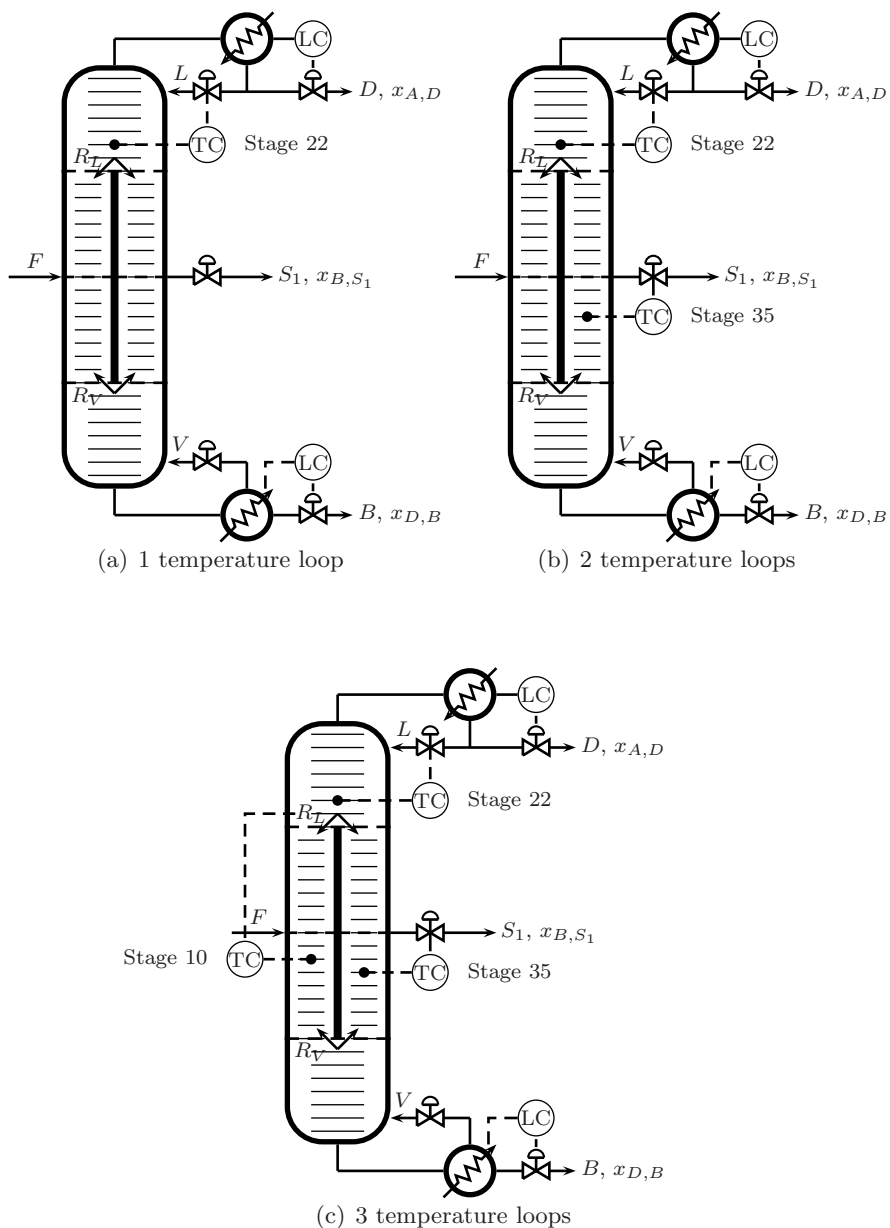 LC
L
D, x_{A,D}
TC Stage 22
R_L
F
S_1, x_{B,S_1}
R_V
V
LC
B, x_{D,B}
(a) 1 temperature loop
LC
L
D, x_{A,D}
TC Stage 22
R_L
F
S_1, x_{B,S_1}
TC Stage 35
R_V
V
LC
B, x_{D,B}
(b) 2 temperature loops
LC
L
D, x_{A,D}
TC Stage 22
R_L
F
S_1, x_{B,S_1}
Stage 10 TC
TC Stage 35
R_V
V
LC
B, x_{D,B}
(c) 3 temperature loops